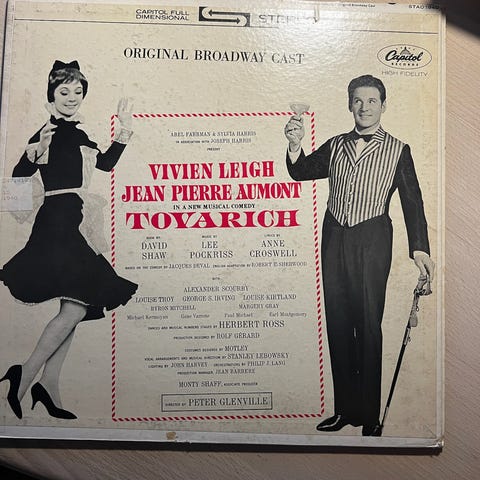 CAPITOL FULL DIMENSIONAL STEREO
Original Broadway Cast
ORIGINAL BROADWAY CAST
Capitol
RECORDS
HIGH FIDELITY
ABEL FARBMAN & SYLVIA HARRIS
IN ASSOCIATION WITH JOSEPH HARRIS
PRESENT
VIVIEN LEIGH
JEAN PIERRE AUMONT
IN A NEW MUSICAL COMEDY
TOVARICH
BOOK BY DAVID SHAW
MUSIC BY LEE POCKRISS
LYRICS BY ANNE CROSWELL
BASED ON THE COMEDY BY JACQUES DEVAL ENGLISH ADAPTATION BY ROBERT E. SHERWOOD
WITH
ALEXANDER SCOURBY
LOUISE TROY GEORGE S. IRVING LOUISE KIRTLAND
BYRON MITCHELL MARGERY GRAY
Michael Kermoyan Gene Varrone Paul Michael Earl Montgomery
DANCES AND MUSICAL NUMBERS STAGED BY HERBERT ROSS
PRODUCTION DESIGNED BY ROLF GÉRARD
COSTUMES DESIGNED BY MOTLEY
VOCAL ARRANGEMENTS AND MUSICAL DIRECTION BY STANLEY LEBOWSKY
LIGHTING BY JOHN HARVEY · ORCHESTRATIONS BY PHILIP J. LANG
PRODUCTION MANAGER, JEAN BARRERE
MONTY SHAFF, ASSOCIATE PRODUCER
DIRECTED BY PETER GLENVILLE